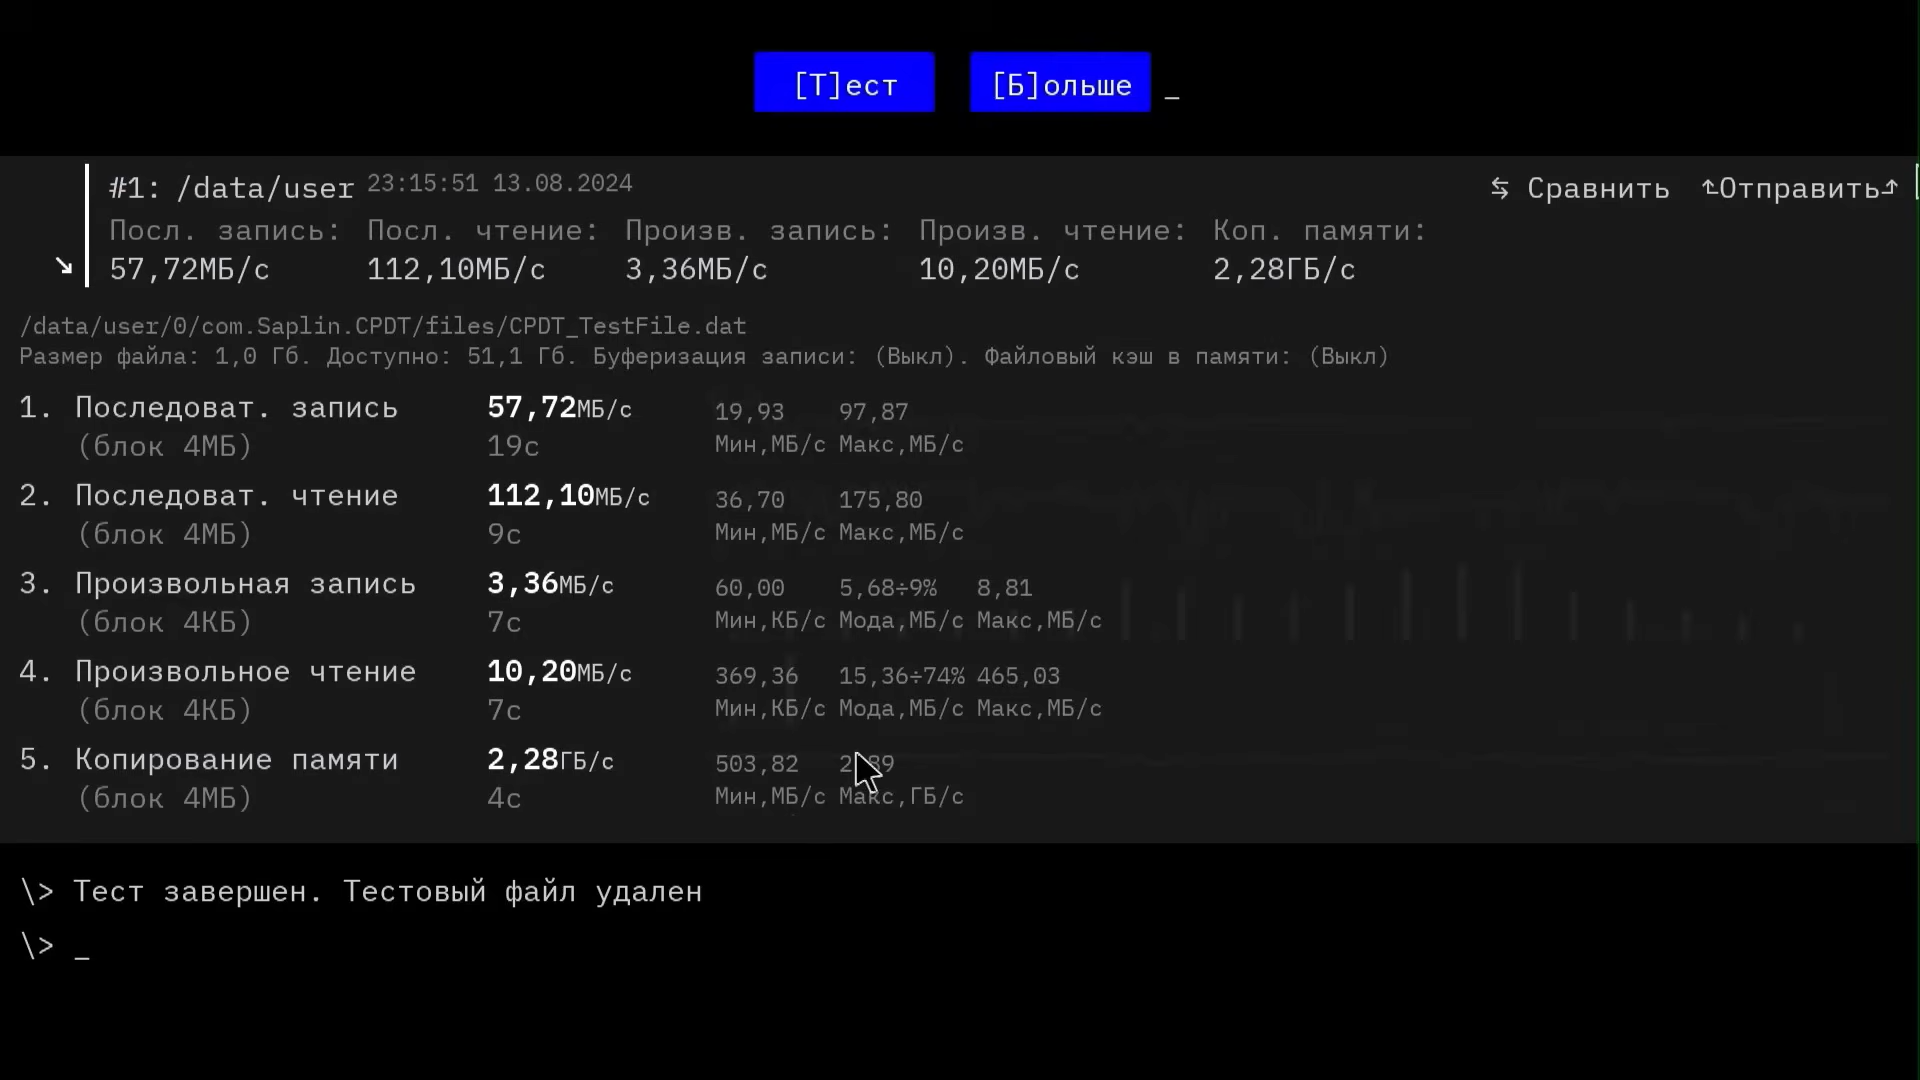 [Т]ест [Б]ольше _
#1: /data/user 23:15:51 13.08.2024 ⇆ Сравнить Отправить
Посл. запись: Посл. чтение: Произв. запись: Произв. чтение: Коп. памяти:
57,72МБ/с 112,10МБ/с 3,36МБ/с 10,20МБ/с 2,28ГБ/с
/data/user/0/com.Saplin.CPDT/files/CPDT_TestFile.dat
Размер файла: 1,0 Гб. Доступно: 51,1 Гб. Буферизация записи: (Выкл). Файловый кэш в памяти: (Выкл)
1. Последоват. запись 57,72МБ/с 19,93 97,87
(блок 4МБ) 19с Мин,МБ/с Макс,МБ/с
2. Последоват. чтение 112,10МБ/с 36,70 175,80
(блок 4МБ) 9с Мин,МБ/с Макс,МБ/с
3. Произвольная запись 3,36МБ/с 60,00 5,68÷9% 8,81
(блок 4КБ) 7с Мин,КБ/с Мода,МБ/с Макс,МБ/с
4. Произвольное чтение 10,20МБ/с 369,36 15,36÷74% 465,03
(блок 4КБ) 7с Мин,КБ/с Мода,МБ/с Макс,МБ/с
5. Копирование памяти 2,28ГБ/с 503,82
(блок 4МБ) 4с Мин,МБ/с Макс,ГБ/с
\> Тест завершен. Тестовый файл удален
\> _